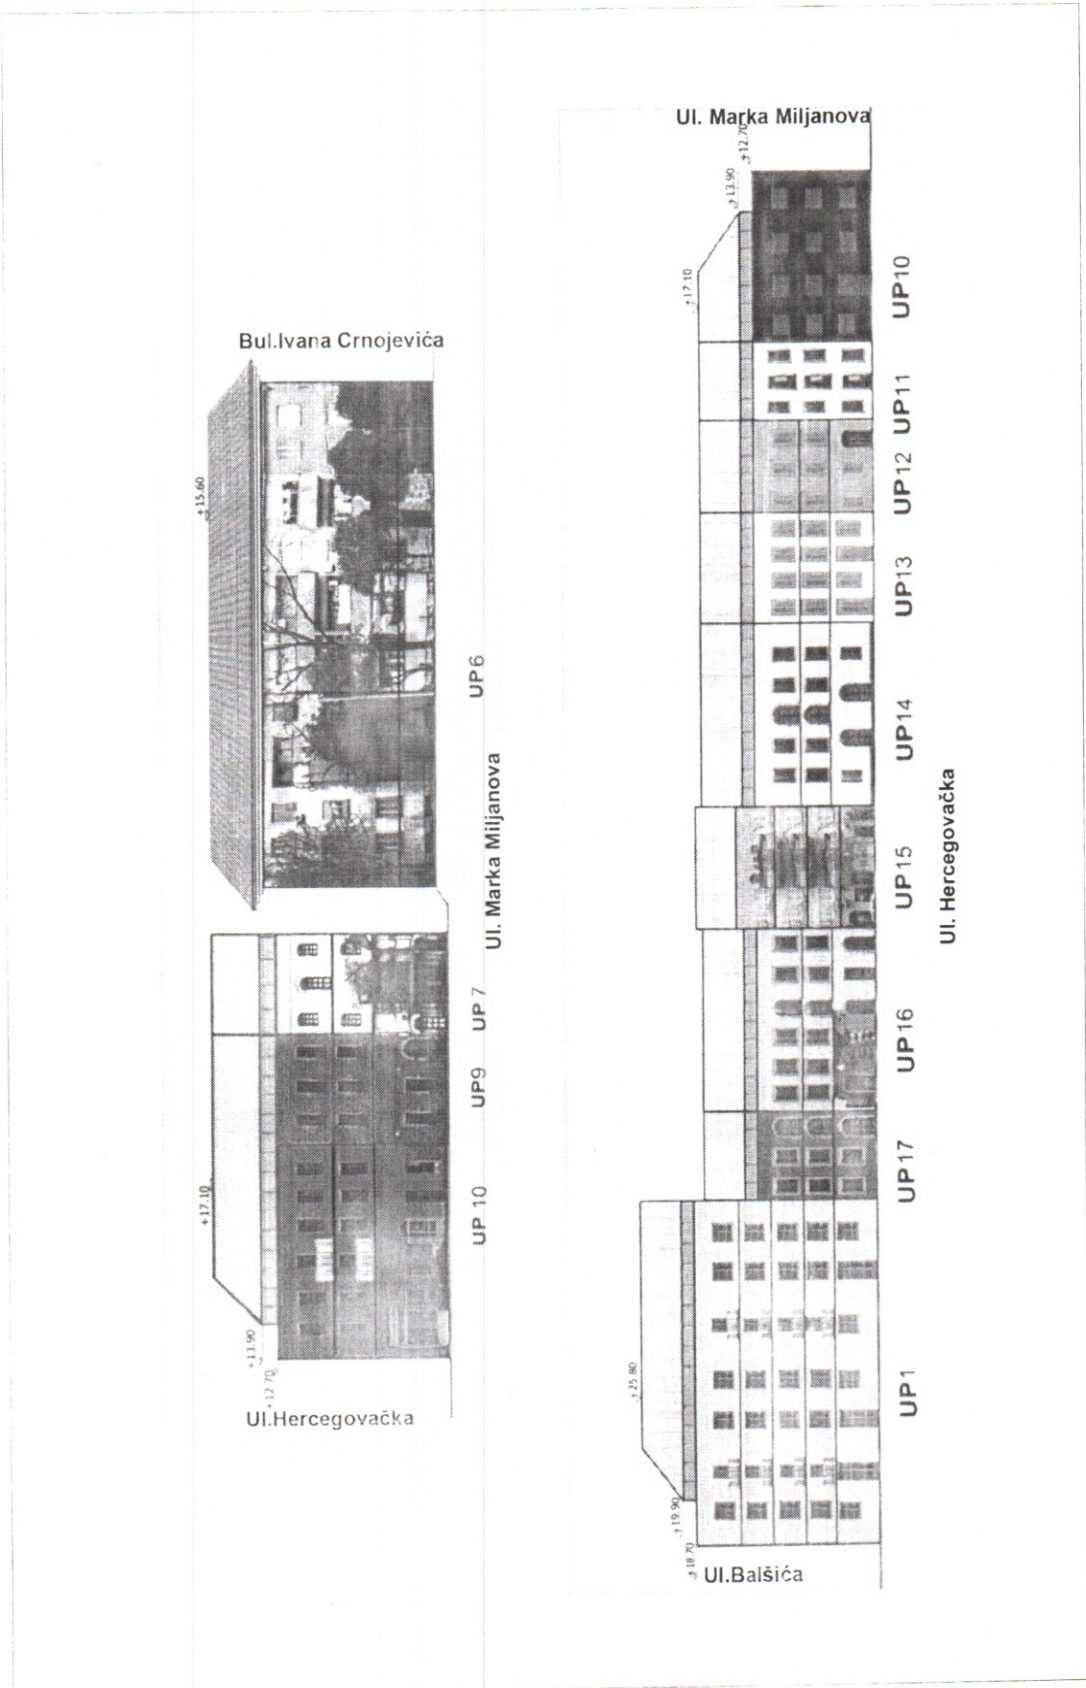 Bul.Ivana Crnojevića
+15.60
UP6
Ul. Marka Miljanova
UP 7
UP9
UP 10
+17.10
+13.90
+12.70
Ul.Hercegovačka
Ul. Marka Miljanova
+12.70
+13.90
+17.10
UP10
UP11
UP12
UP13
UP14
UP15
UP16
UP17
UP1
Ul. Hercegovačka
+25.80
+19.90
+18.70
Ul.Balšića